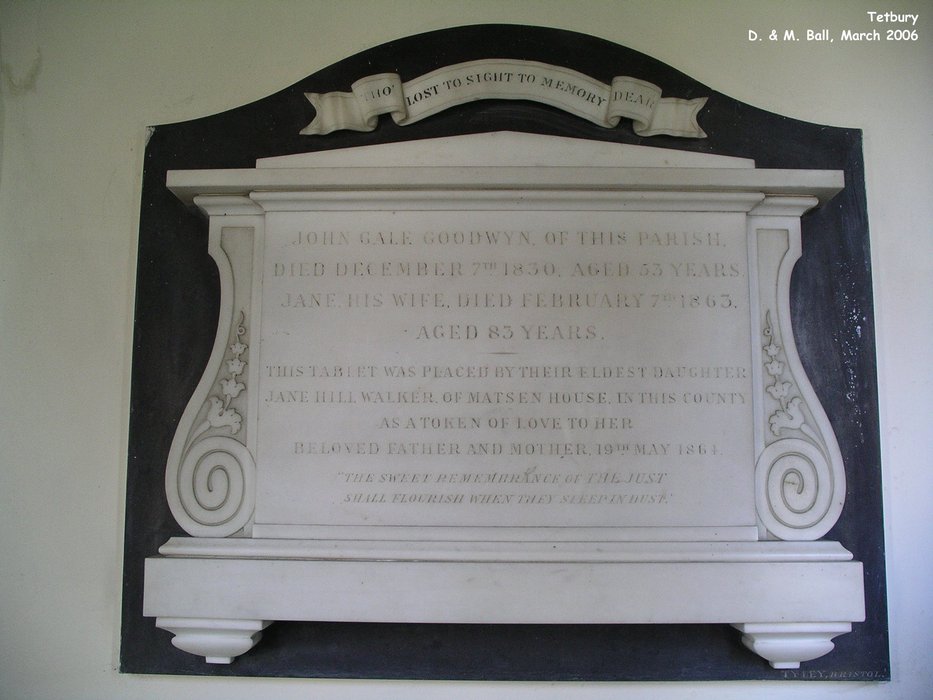 Tetbury
D. & M. Ball, March 2006
THO' LOST TO SIGHT TO MEMORY DEAR
JOHN GALE GOODWYN, OF THIS PARISH,
DIED DECEMBER 7TH 1830, AGED 53 YEARS.
JANE, HIS WIFE, DIED FEBRUARY 7TH 1863,
AGED 83 YEARS.
THIS TABLET WAS PLACED BY THEIR ELDEST DAUGHTER
JANE HILL WALKER, OF MATSEN HOUSE, IN THIS COUNTY
AS A TOKEN OF LOVE TO HER
BELOVED FATHER AND MOTHER, 19TH MAY 1864.
"THE SWEET REMEMBRANCE OF THE JUST
SHALL FLOURISH WHEN THEY SLEEP IN DUST."
TYLEY, BRISTOL.